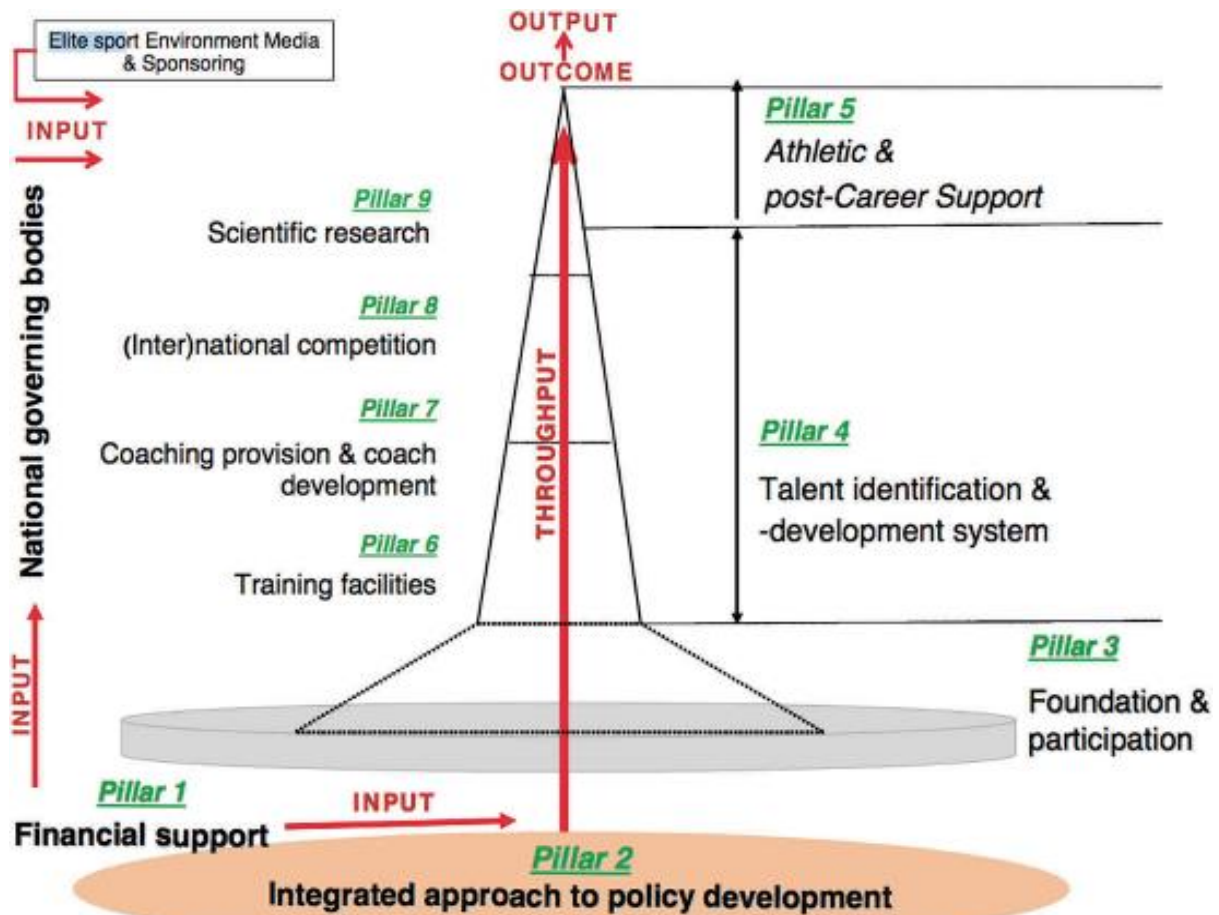 Elite sport Environment Media
& Sponsoring
INPUT
National governing bodies
INPUT
OUTPUT
OUTCOME
Pillar 5
Athletic &
post-Career Support
Pillar 9
Scientific research
Pillar 8
(Inter)national competition
Pillar 7
Coaching provision & coach
development
Pillar 6
Training facilities
THROUGHPUT
Pillar 4
Talent identification &
-development system
Pillar 3
Foundation &
participation
Pillar 1
Financial support
INPUT
Pillar 2
Integrated approach to policy development